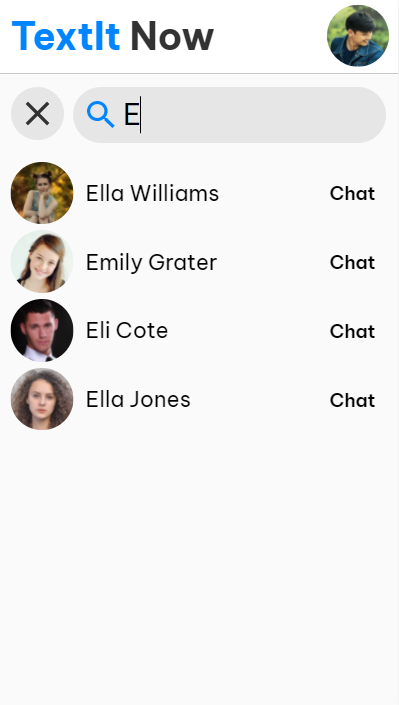 TextIt Now
E
Ella Williams Chat
Emily Grater Chat
Eli Cote Chat
Ella Jones Chat